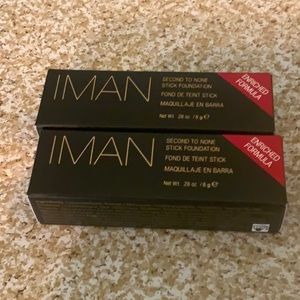 IMAN
SECOND TO NONE
STICK FOUNDATION
FOND DE TEINT STICK
MAQUILLAJE EN BARRA
Net Wt. .28 oz. / 8 g ℮
ENRICHED
FORMULA
IMAN
SECOND TO NONE
STICK FOUNDATION
FOND DE TEINT STICK
MAQUILLAJE EN BARRA
Net Wt. .28 oz. / 8 g ℮
ENRICHED
FORMULA